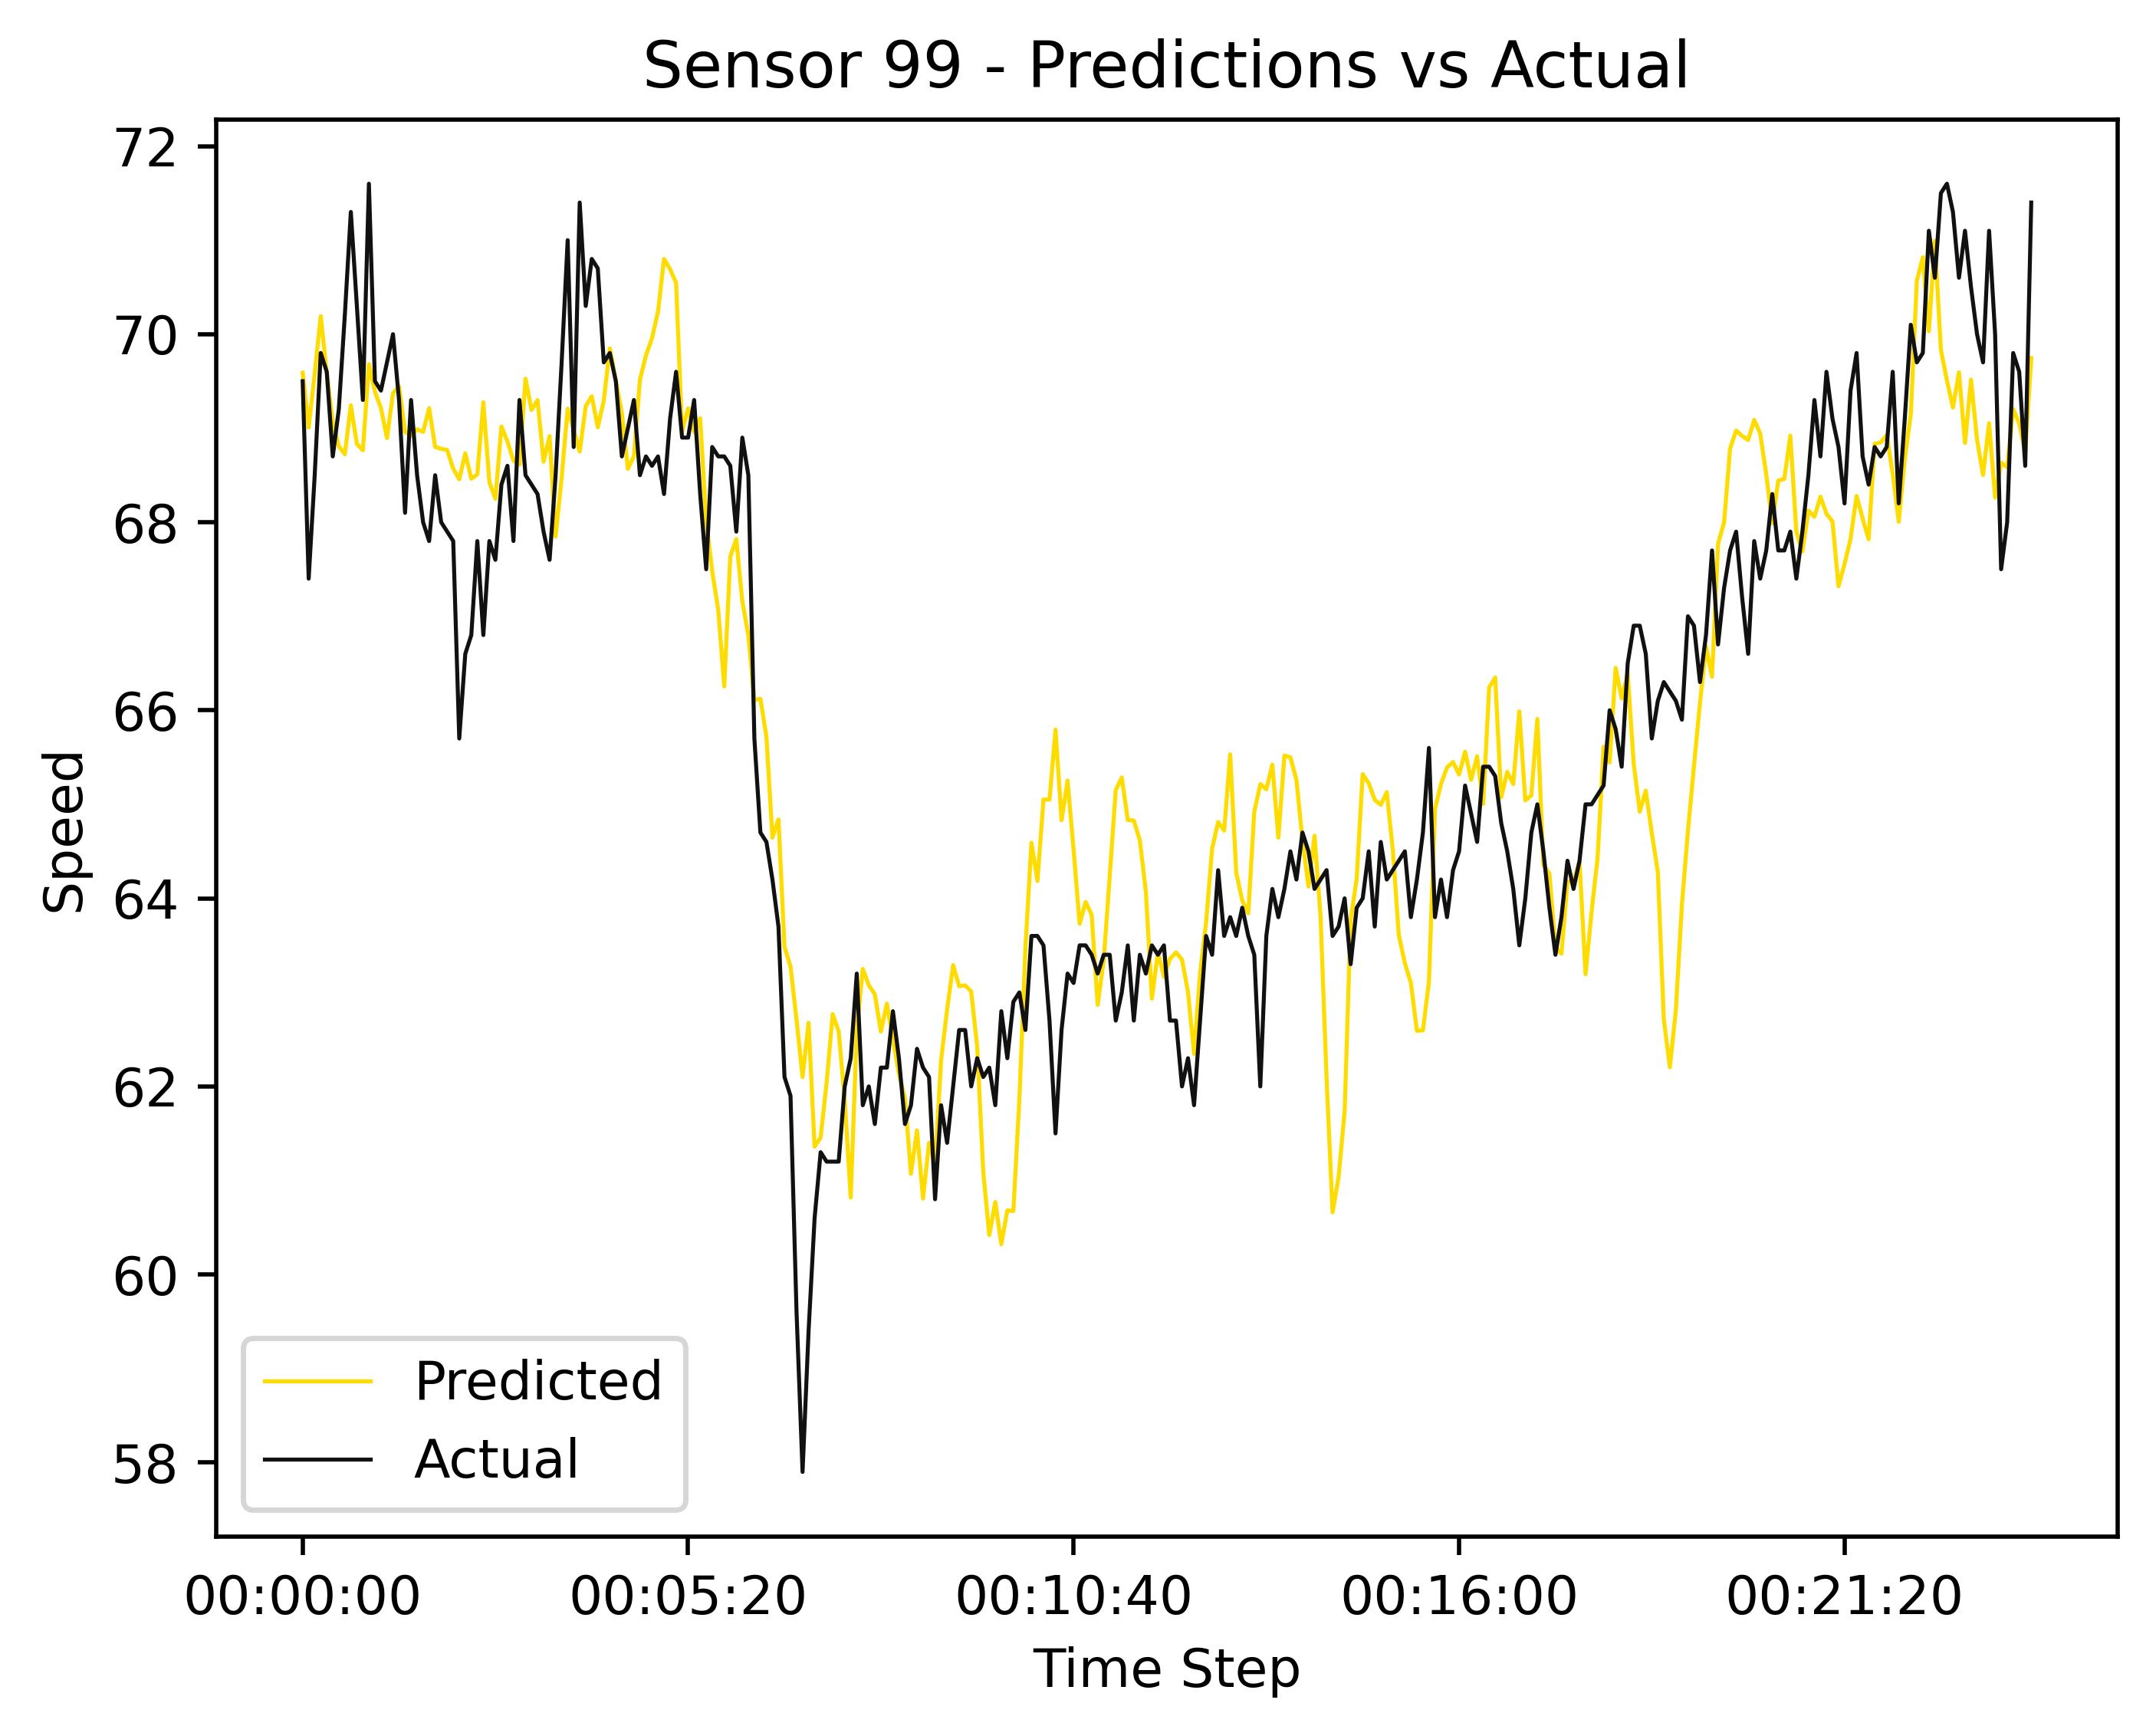 Sensor 99 - Predictions vs Actual
72
70
68
66
64
62
60
58
Speed
Predicted
Actual
00:00:00 00:05:20 00:10:40 00:16:00 00:21:20
Time Step